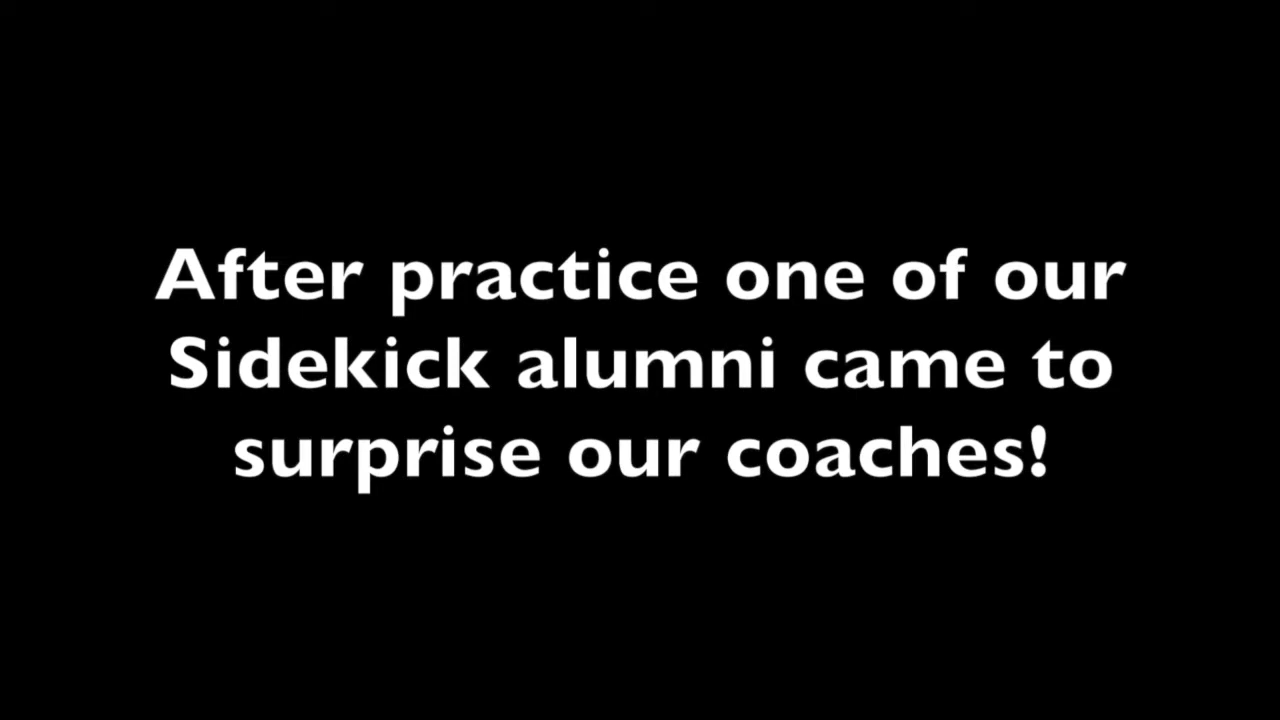 After practice one of our
Sidekick alumni came to
surprise our coaches!